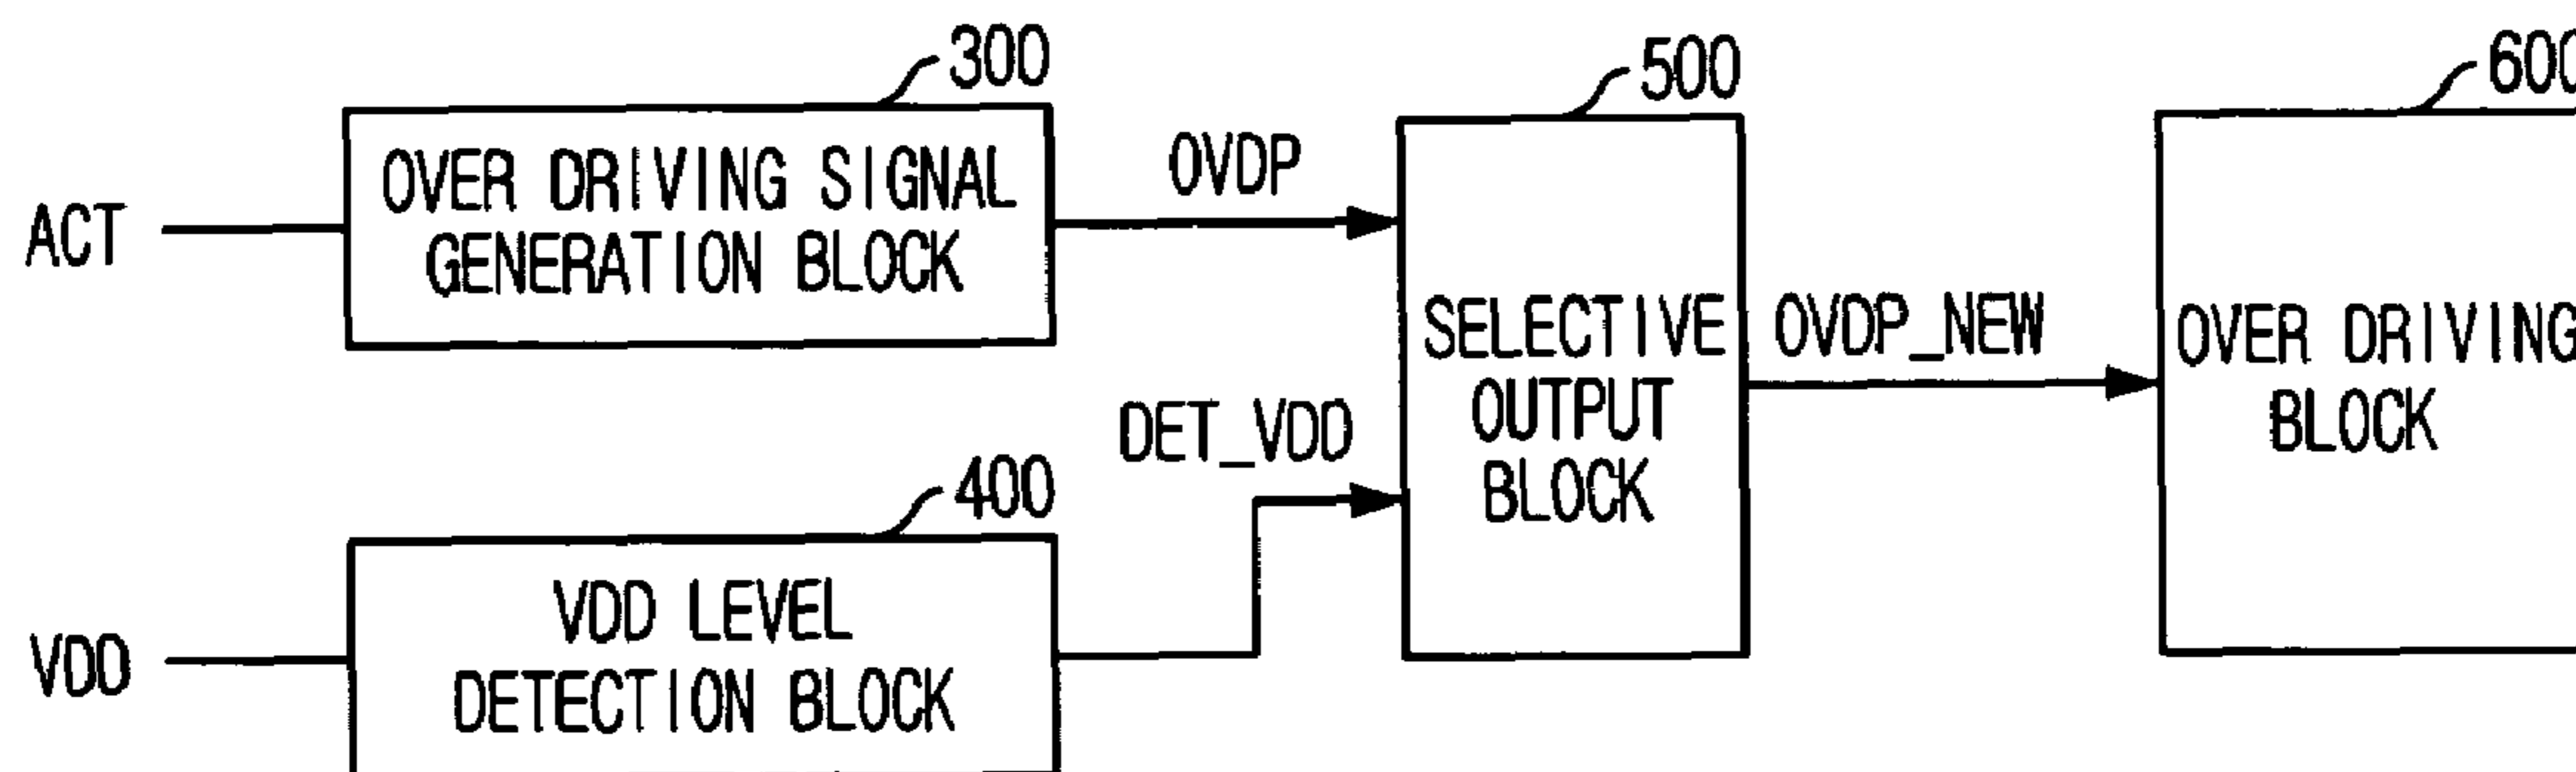 300
OVER DRIVING SIGNAL
GENERATION BLOCK
ACT
OVDP
500
SELECTIVE
OUTPUT
BLOCK
OVDP_NEW
600
OVER DRIVING
BLOCK
DET_VDD
400
VDD LEVEL
DETECTION BLOCK
VDD